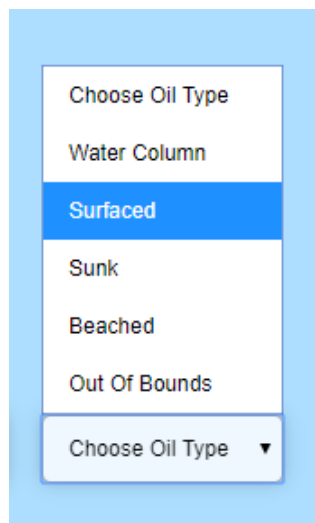 Choose Oil Type
Water Column
Surfaced
Sunk
Beached
Out Of Bounds
Choose Oil Type ▼